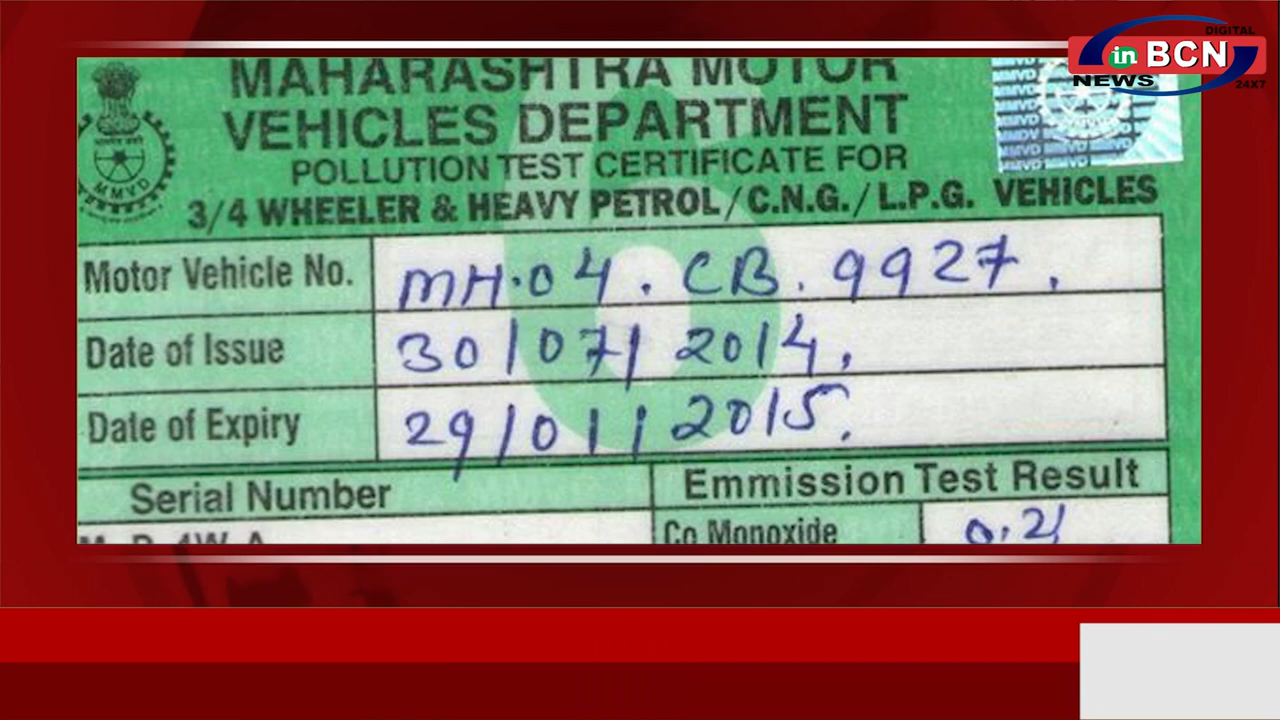 DIGITAL
in BCN
NEWS 24X7
MAHARASHTRA MOTOR
VEHICLES DEPARTMENT
POLLUTION TEST CERTIFICATE FOR
3/4 WHEELER & HEAVY PETROL/C.N.G./L.P.G. VEHICLES
MMVD
Motor Vehicle No. MH.04. CB. 9927.
Date of Issue 30/07/2014.
Date of Expiry 29/01/2015.
Serial Number
Emmission Test Result
Co Monoxide 0.21